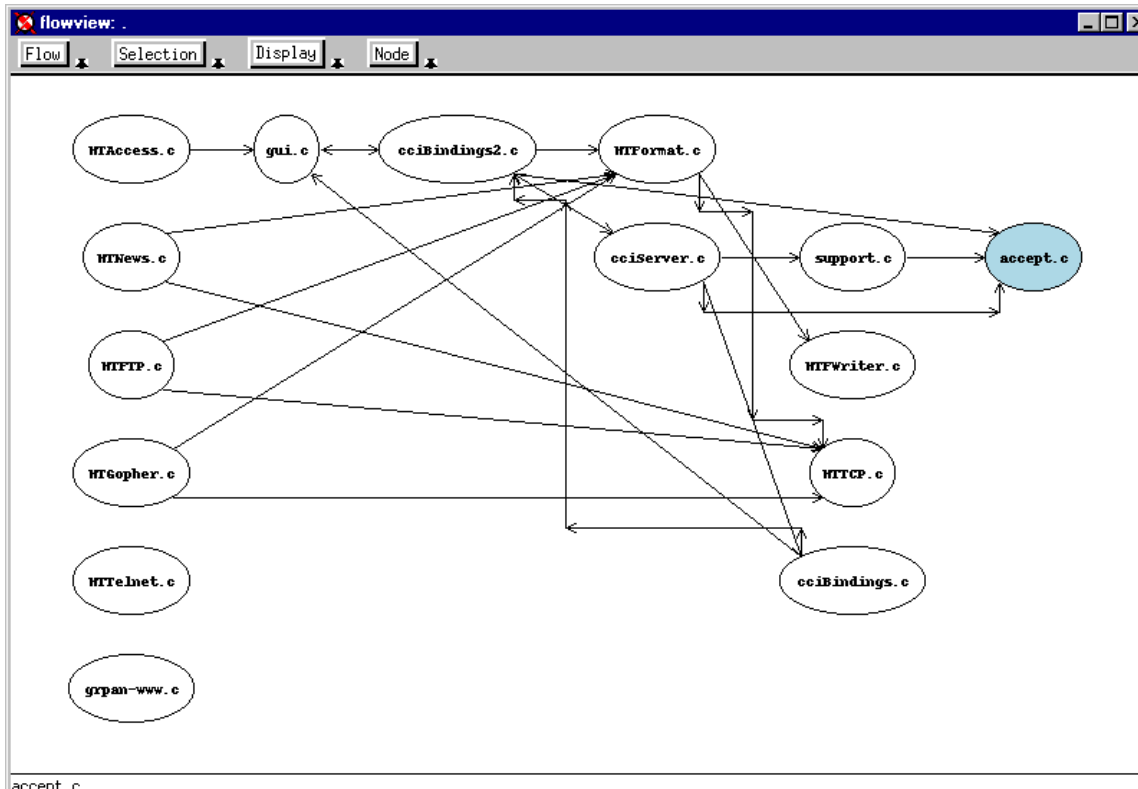 flowview: .
Flow Selection Display Node
HTAccess.c gui.c cciBindings2.c HTFormat.c
HTNews.c cciServer.c support.c accept.c
HTFTP.c HTFWriter.c
HTGopher.c HTTCP.c
HTTelnet.c cciBindings.c
grpan-www.c
accept.c